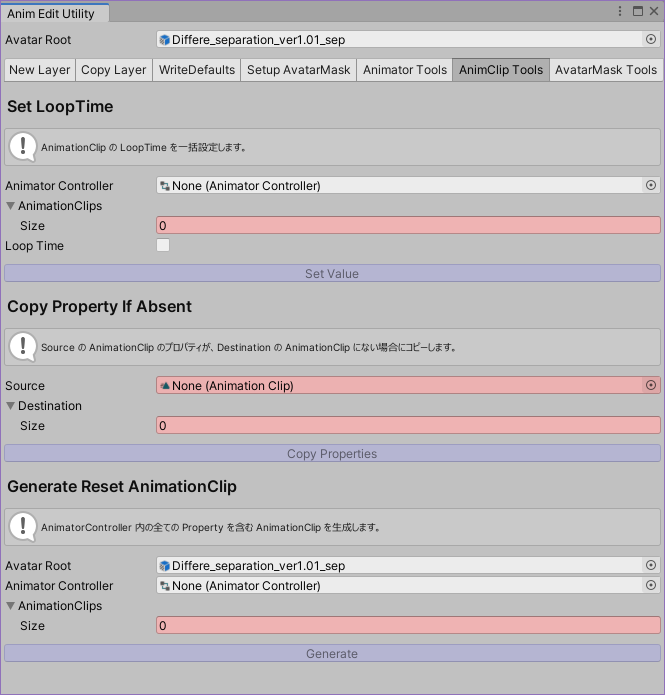 Anim Edit Utility
Avatar Root Differe_separation_ver1.01_sep
New Layer Copy Layer WriteDefaults Setup AvatarMask Animator Tools AnimClip Tools AvatarMask Tools
Set LoopTime
AnimationClip の LoopTime を一括設定します。
Animator Controller None (Animator Controller)
AnimationClips
Size 0
Loop Time
Set Value
Copy Property If Absent
Source の AnimationClip のプロパティが、Destination の AnimationClip にない場合にコピーします。
Source None (Animation Clip)
Destination
Size 0
Copy Properties
Generate Reset AnimationClip
AnimatorController 内の全ての Property を含む AnimationClip を生成します。
Avatar Root Differe_separation_ver1.01_sep
Animator Controller None (Animator Controller)
AnimationClips
Size 0
Generate